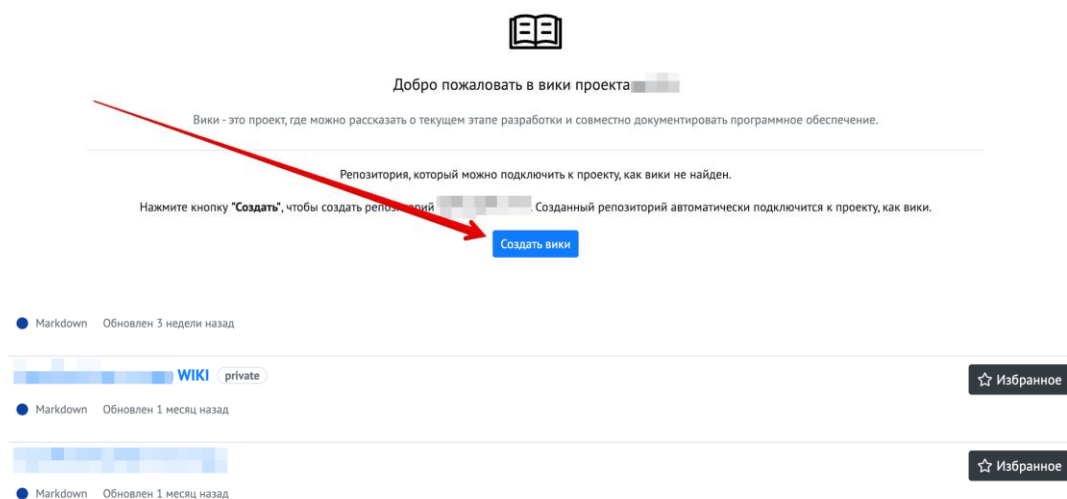 Добро пожаловать в вики проекта
Вики - это проект, где можно рассказать о текущем этапе разработки и совместно документировать программное обеспечение.
Репозитория, который можно подключить к проекту, как вики не найден.
Нажмите кнопку "Создать", чтобы создать репозиторий . Созданный репозиторий автоматически подключится к проекту, как вики.
Создать вики
Markdown Обновлен 3 недели назад
WIKI private
Избранное
Markdown Обновлен 1 месяц назад
Избранное
Markdown Обновлен 1 месяц назад